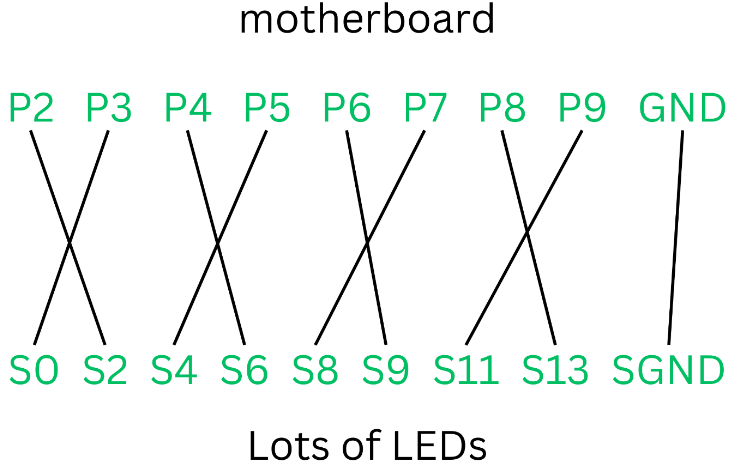 motherboard
P2 P3 P4 P5 P6 P7 P8 P9 GND
S0 S2 S4 S6 S8 S9 S11 S13 SGND
Lots of LEDs